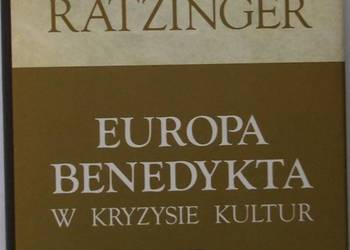 RATZINGER
EUROPA
BENEDYKTA
W KRYZYSIE KULTUR